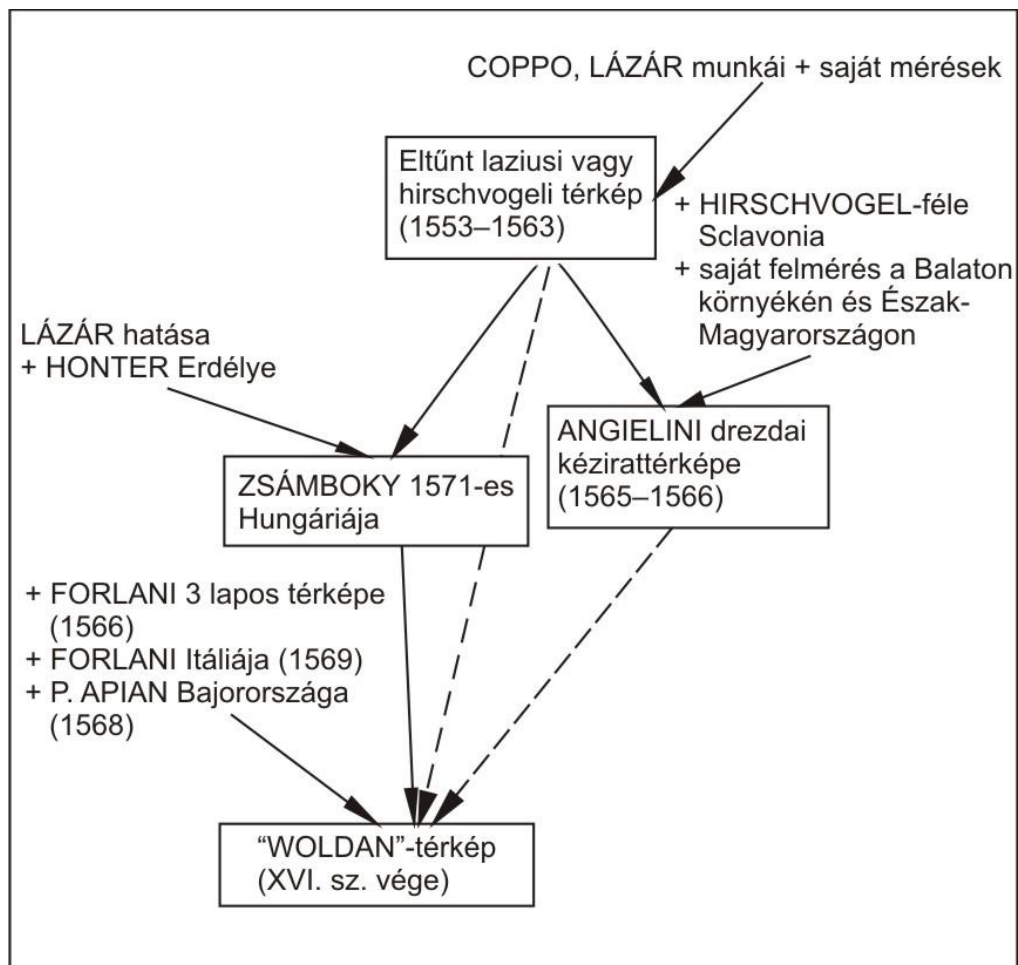 COPPO, LÁZÁR munkái + saját mérések
Eltűnt laziusi vagy
hirschvogeli térkép
(1553–1563)
+ HIRSCHVOGEL-féle
Sclavonia
+ saját felmérés a Balaton
környékén és Észak-
Magyarországon
LÁZÁR hatása
+ HONTER Erdélye
ANGIELINI drezdai
kézirattérképe
(1565–1566)
ZSÁMBOKY 1571-es
Hungáriája
+ FORLANI 3 lapos térképe
(1566)
+ FORLANI Itáliája (1569)
+ P. APIAN Bajorországa
(1568)
“WOLDAN”-térkép
(XVI. sz. vége)